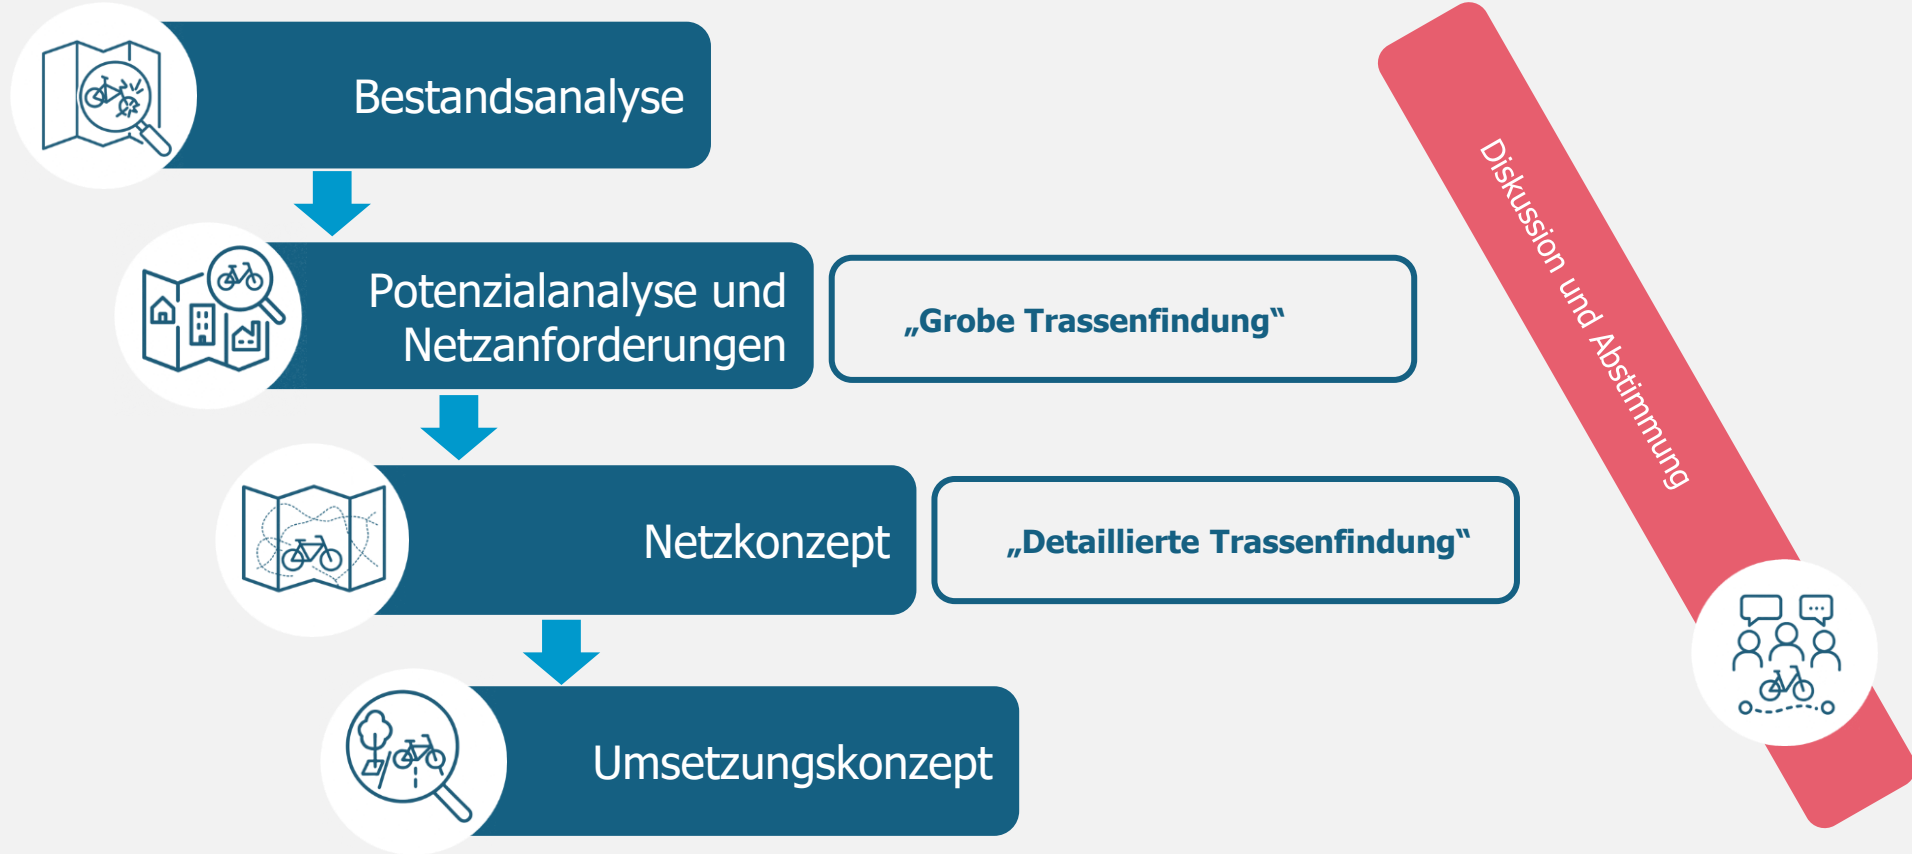 Bestandsanalyse
Potenzialanalyse und
Netzanforderungen
„Grobe Trassenfindung“
Netzkonzept
„Detaillierte Trassenfindung“
Umsetzungskonzept
Diskussion und Abstimmung